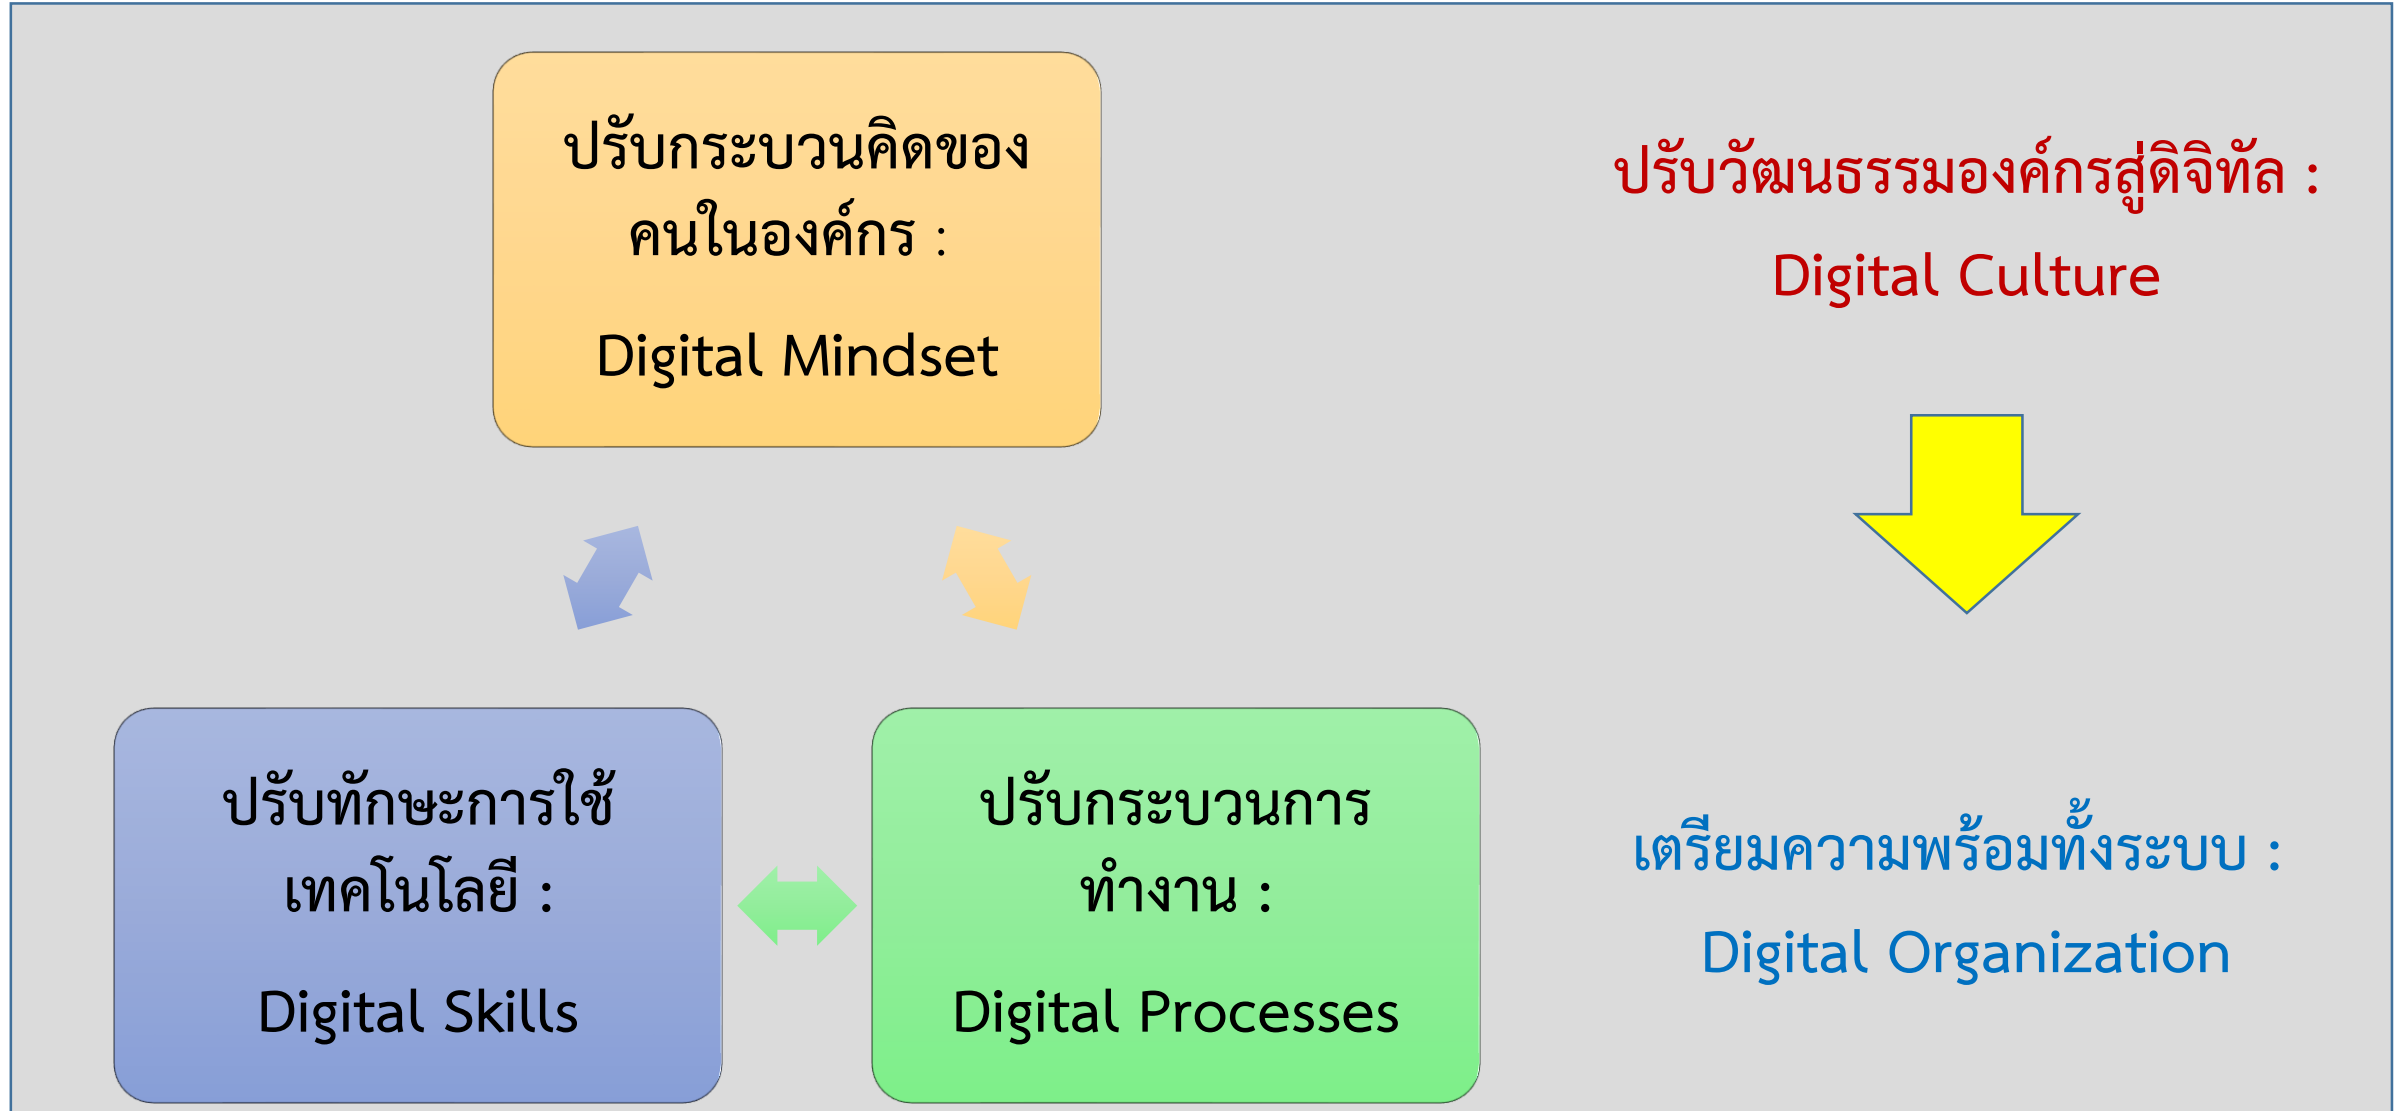 ปรับกระบวนคิดของ
คนในองค์กร :
Digital Mindset
ปรับวัฒนธรรมองค์กรสู่ดิจิทัล :
Digital Culture
ปรับทักษะการใช้
เทคโนโลยี :
Digital Skills
ปรับกระบวนการ
ทำงาน :
Digital Processes
เตรียมความพร้อมทั้งระบบ :
Digital Organization